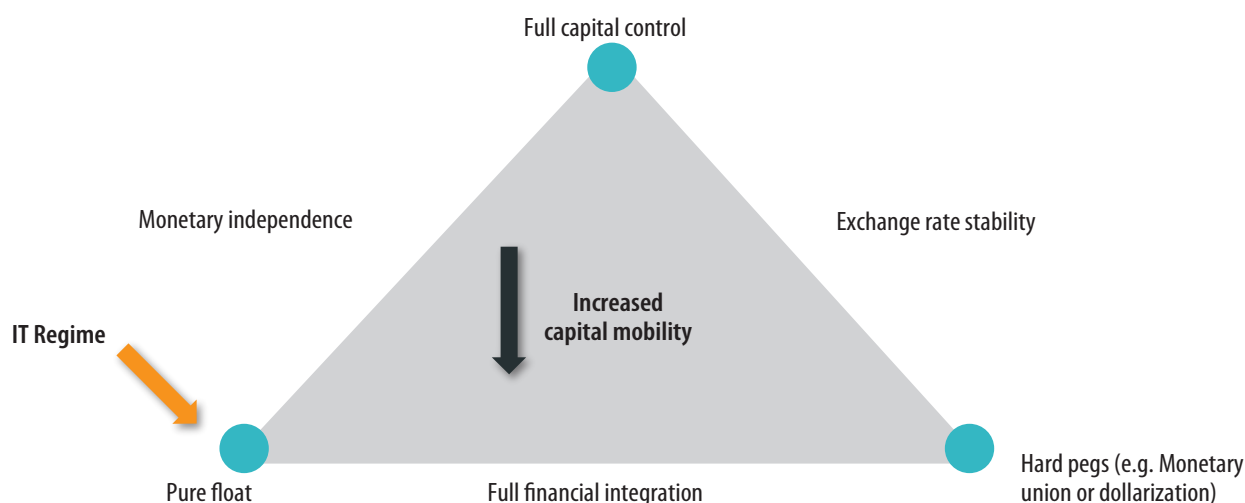 Full capital control
Monetary independence
Exchange rate stability
Increased
capital mobility
IT Regime
Pure float
Full financial integration
Hard pegs (e.g. Monetary
union or dollarization)